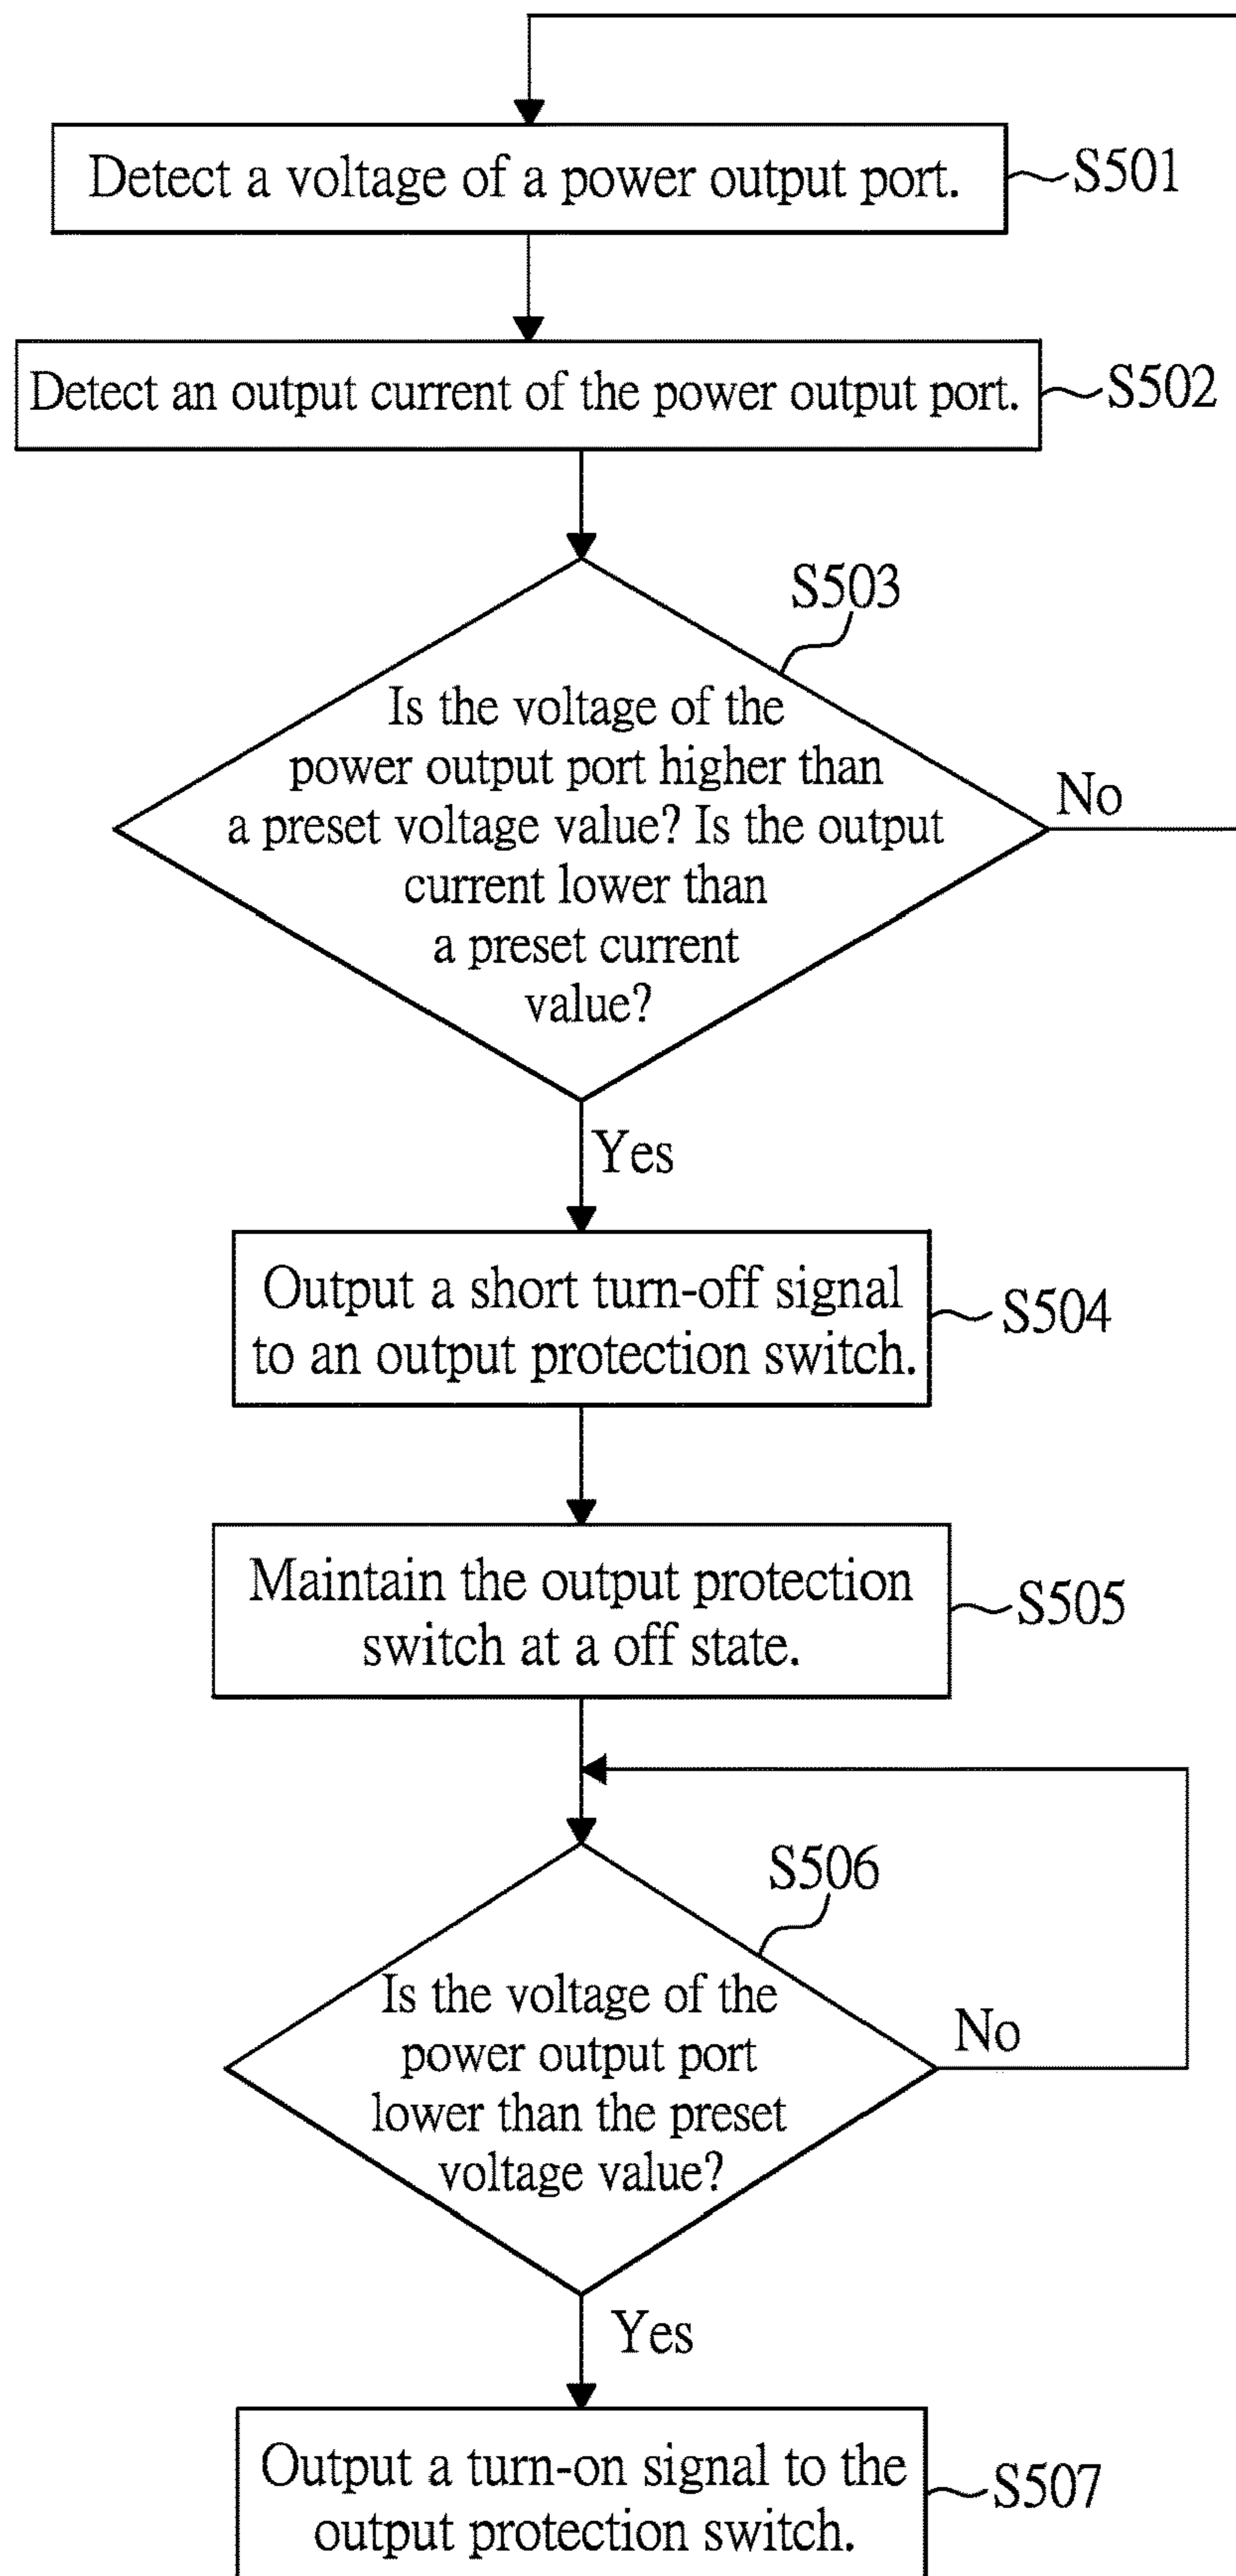 Detect a voltage of a power output port.
S501
Detect an output current of the power output port.
S502
S503
Is the voltage of the
power output port higher than
a preset voltage value? Is the output
current lower than
a preset current
value?
No
Yes
Output a short turn-off signal
to an output protection switch.
S504
Maintain the output protection
switch at a off state.
S505
S506
Is the voltage of the
power output port
lower than the preset
voltage value?
No
Yes
Output a turn-on signal to the
output protection switch.
S507